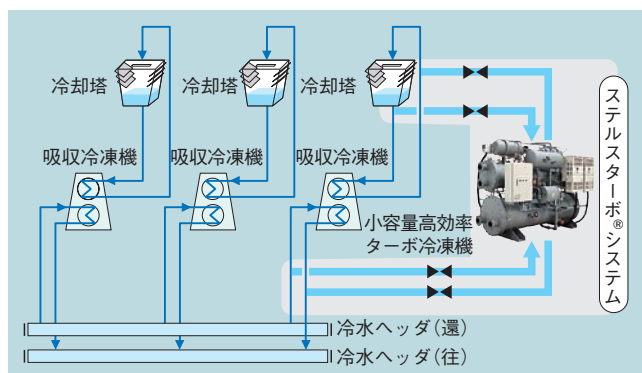 冷却塔
冷却塔
冷却塔
吸収冷凍機
吸収冷凍機
吸収冷凍機
小容量高効率
ターボ冷凍機
ステルスターボ®システム
冷水ヘッダ(還)
冷水ヘッダ(往)